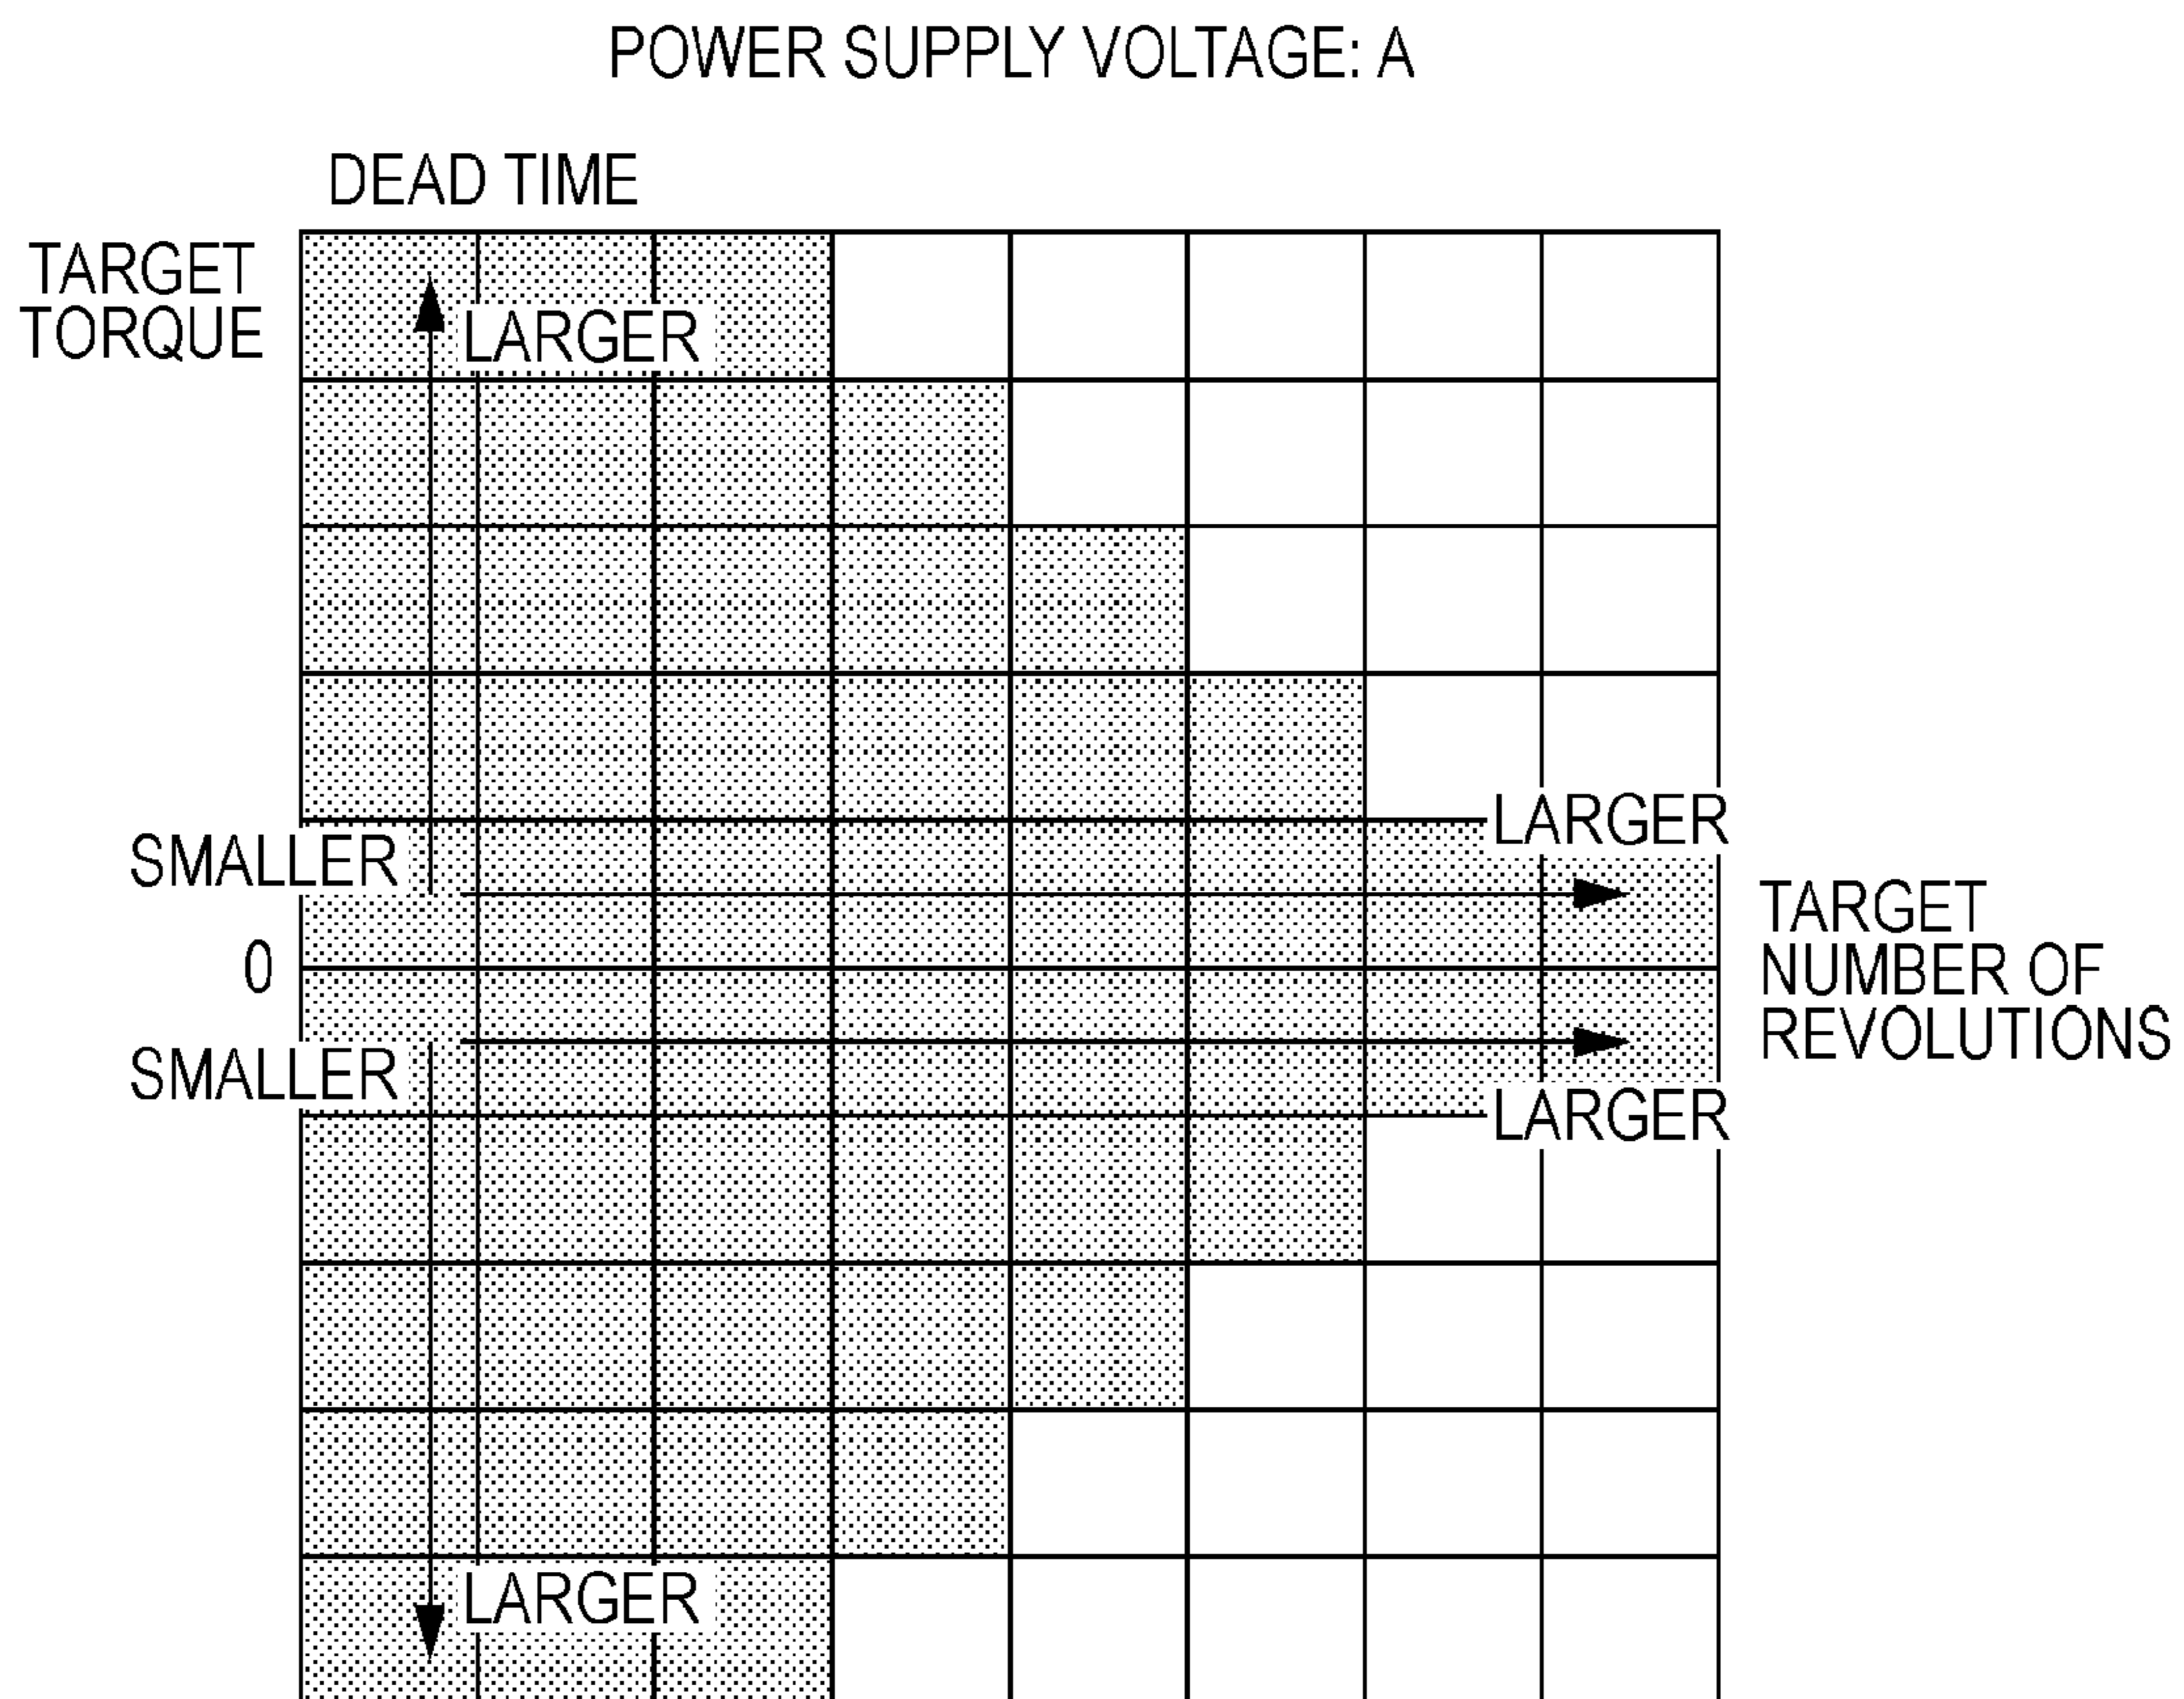 POWER SUPPLY VOLTAGE: A
DEAD TIME
TARGET
TORQUE
LARGER
SMALLER
LARGER
0
TARGET
NUMBER OF
REVOLUTIONS
SMALLER
LARGER
LARGER